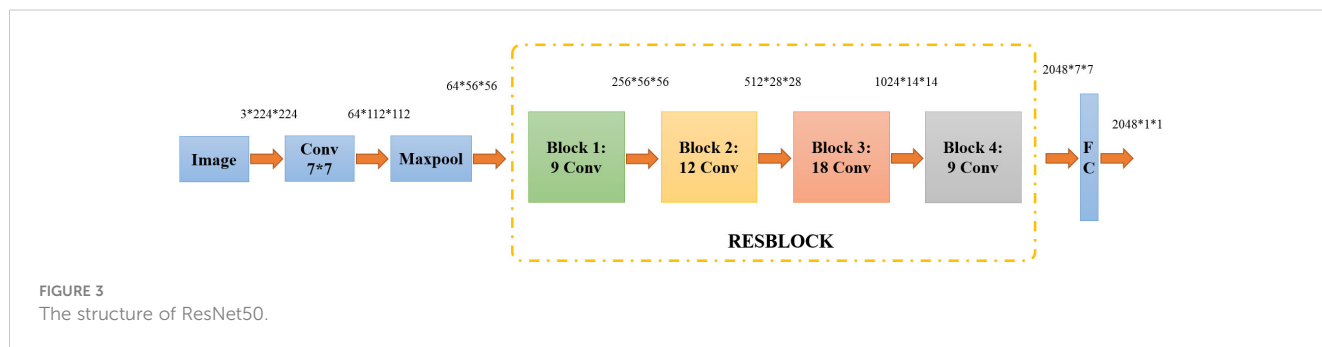 3*224*224
64*112*112
64*56*56
256*56*56
512*28*28
1024*14*14
2048*7*7
2048*1*1
Image
Conv
7*7
Maxpool
Block 1:
9 Conv
Block 2:
12 Conv
Block 3:
18 Conv
Block 4:
9 Conv
F
C
RESBLOCK
FIGURE 3
The structure of ResNet50.